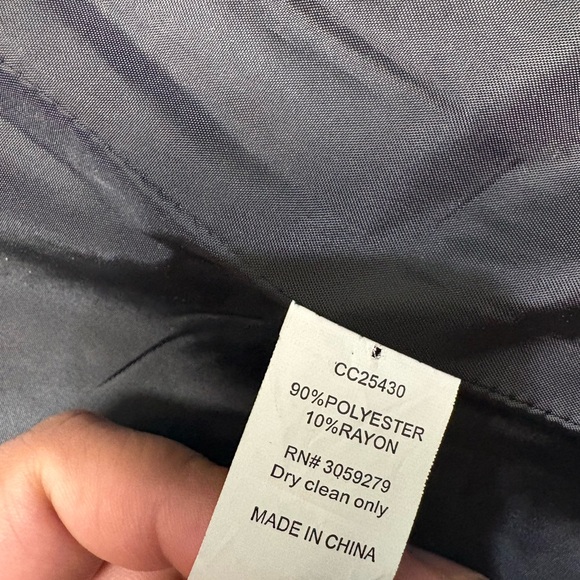 CC25430
90%POLYESTER
10%RAYON
RN# 3059279
Dry clean only
MADE IN CHINA